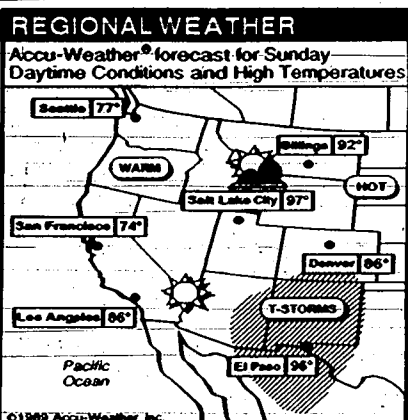 REGIONAL WEATHER
Accu-Weather® forecast for Sunday
Daytime Conditions and High Temperatures
Seattle 77°
Billings 92°
WARM
HOT
Salt Lake City 97°
San Francisco 74°
Denver 86°
Los Angeles 86°
T-STORMS
El Paso 96°
Pacific
Ocean
©1989 Accu-Weather, Inc.